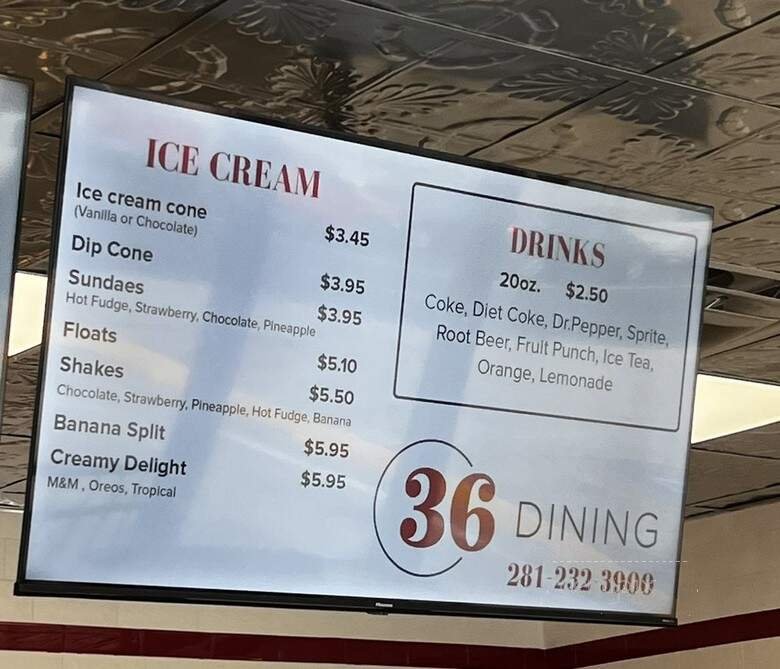 ICE CREAM
Ice cream cone
(Vanilla or Chocolate) $3.45
Dip Cone $3.95
Sundaes $3.95
Hot Fudge, Strawberry, Chocolate, Pineapple
Floats $5.10
Shakes $5.50
Chocolate, Strawberry, Pineapple, Hot Fudge, Banana
Banana Split $5.95
Creamy Delight $5.95
M&M , Oreos, Tropical
DRINKS
20oz. $2.50
Coke, Diet Coke, Dr.Pepper, Sprite,
Root Beer, Fruit Punch, Ice Tea,
Orange, Lemonade
36 DINING
281-232-3900
Hisense